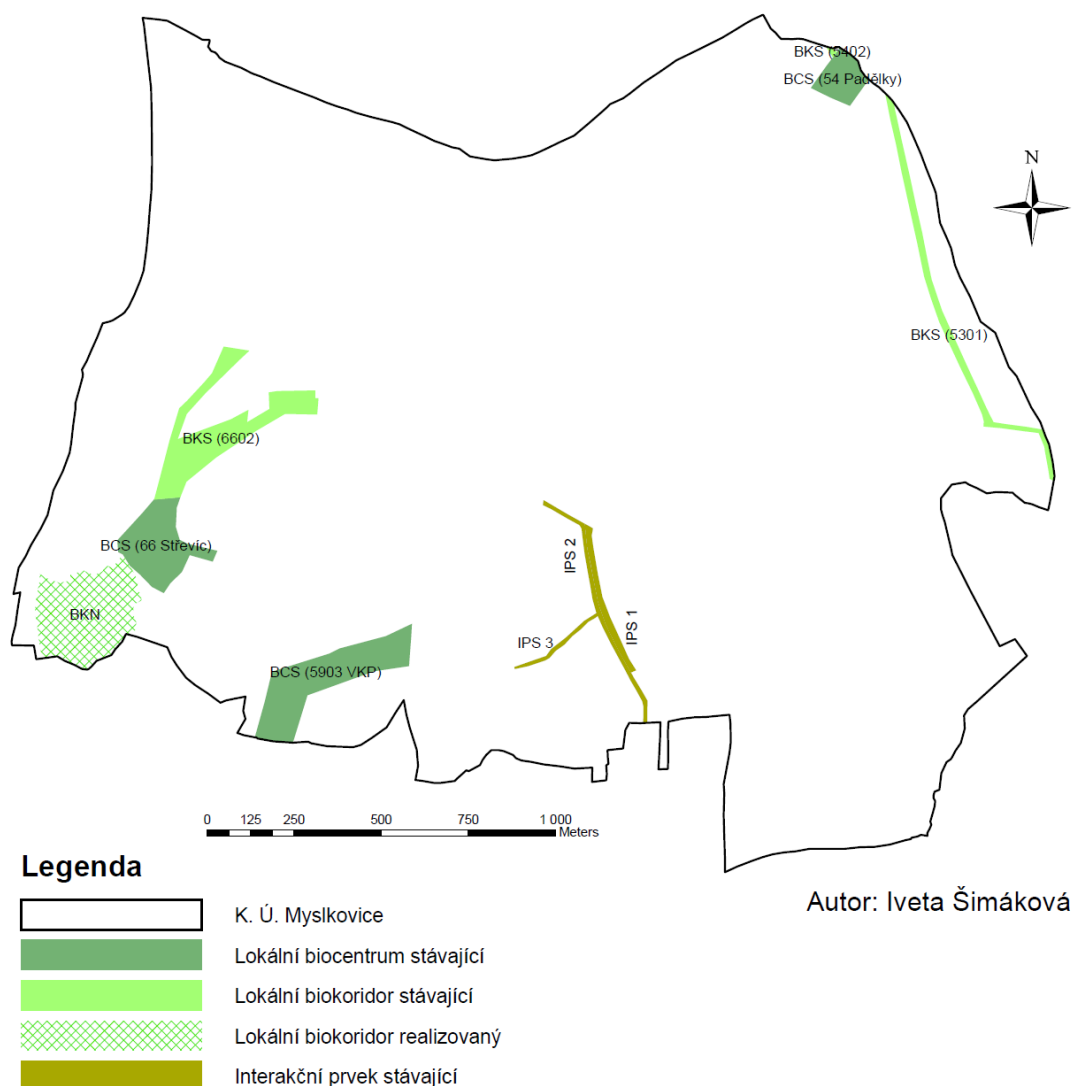 BKS (5402)
BCS (54 Padělky)
N
BKS (5301)
BKS (6602)
BCS (66 Střevíc)
BKN
IPS 2
IPS 1
IPS 3
BCS (5903 VKP)
0 125 250 500 750 1 000
Meters
Legenda
Autor: Iveta Šimáková
K. Ú. Myslkovice
Lokální biocentrum stávající
Lokální biokoridor stávající
Lokální biokoridor realizovaný
Interakční prvek stávající